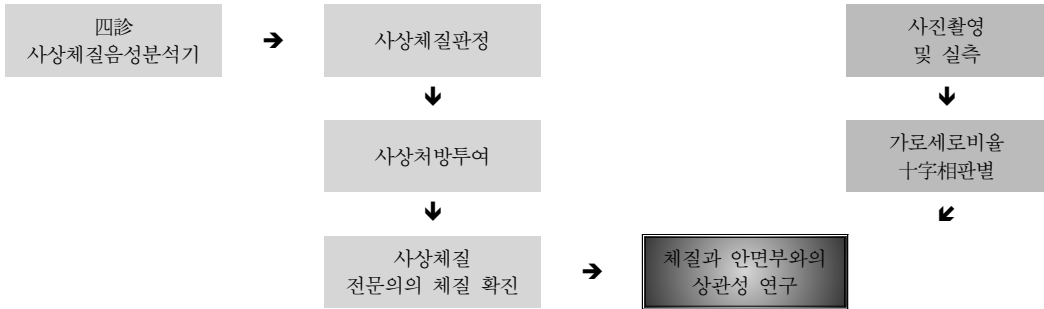 四診
사상체질음성분석기
사상체질판정
사진촬영
및 실측
사상처방투여
가로세로비율
十字相판별
사상체질
전문의의 체질 확진
체질과 안면부와의
상관성 연구